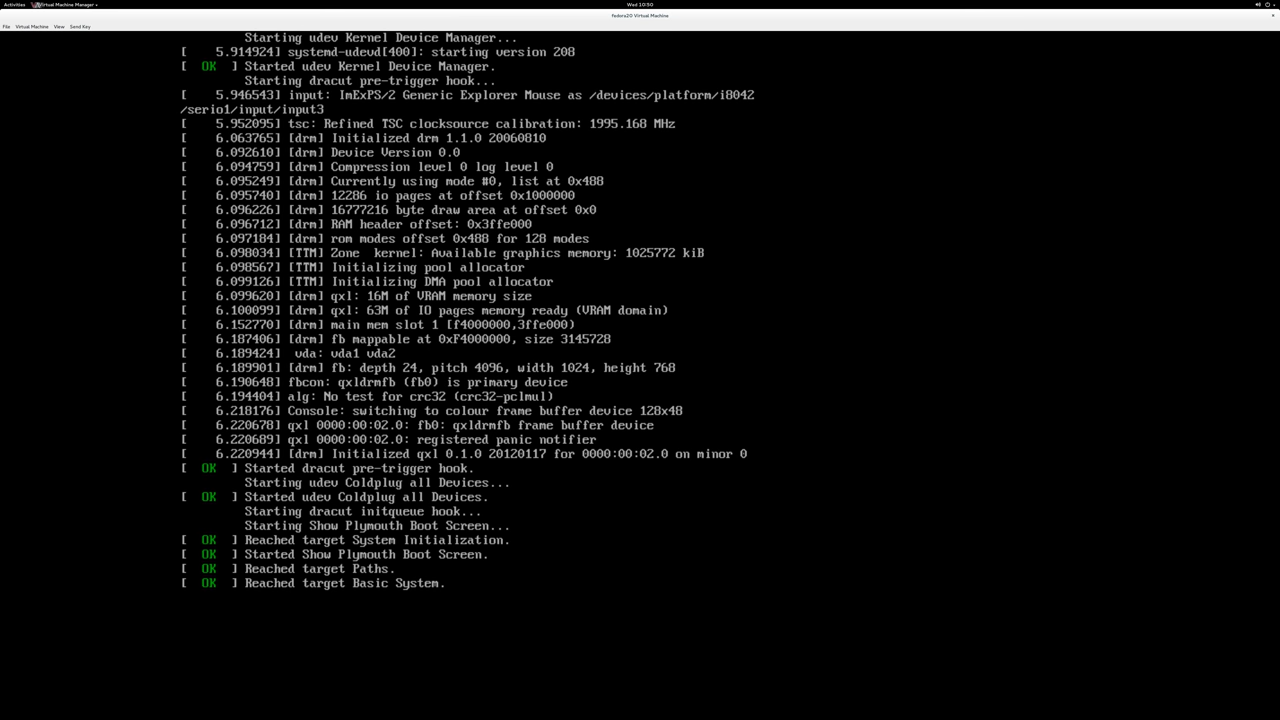 Activities Virtual Machine Manager Wed 10:50
Fedora20 Virtual Machine ×
File Virtual Machine View Send Key
Starting udev Kernel Device Manager...
[    5.914924] systemd-udevd[400]: starting version 208
[  OK  ] Started udev Kernel Device Manager.
Starting dracut pre-trigger hook...
[    5.946543] input: ImExPS/2 Generic Explorer Mouse as /devices/platform/i8042
/serio1/input/input3
[    5.952095] tsc: Refined TSC clocksource calibration: 1995.168 MHz
[    6.063765] [drm] Initialized drm 1.1.0 20060810
[    6.092610] [drm] Device Version 0.0
[    6.094759] [drm] Compression level 0 log level 0
[    6.095249] [drm] Currently using mode #0, list at 0x488
[    6.095740] [drm] 12286 io pages at offset 0x1000000
[    6.096226] [drm] 16777216 byte draw area at offset 0x0
[    6.096712] [drm] RAM header offset: 0x3ffe000
[    6.097184] [drm] rom modes offset 0x488 for 128 modes
[    6.098034] [TTM] Zone  kernel: Available graphics memory: 1025772 kiB
[    6.098567] [TTM] Initializing pool allocator
[    6.099126] [TTM] Initializing DMA pool allocator
[    6.099620] [drm] qxl: 16M of VRAM memory size
[    6.100099] [drm] qxl: 63M of IO pages memory ready (VRAM domain)
[    6.152770] [drm] main mem slot 1 [f4000000,3ffe000)
[    6.187406] [drm] fb mappable at 0xF4000000, size 3145728
[    6.189424]  vda: vda1 vda2
[    6.189901] [drm] fb: depth 24, pitch 4096, width 1024, height 768
[    6.190648] fbcon: qxldrmfb (fb0) is primary device
[    6.194404] alg: No test for crc32 (crc32-pclmul)
[    6.218176] Console: switching to colour frame buffer device 128x48
[    6.220678] qxl 0000:00:02.0: fb0: qxldrmfb frame buffer device
[    6.220689] qxl 0000:00:02.0: registered panic notifier
[    6.220944] [drm] Initialized qxl 0.1.0 20120117 for 0000:00:02.0 on minor 0
[  OK  ] Started dracut pre-trigger hook.
Starting udev Coldplug all Devices...
[  OK  ] Started udev Coldplug all Devices.
Starting dracut initqueue hook...
Starting Show Plymouth Boot Screen...
[  OK  ] Reached target System Initialization.
[  OK  ] Started Show Plymouth Boot Screen.
[  OK  ] Reached target Paths.
[  OK  ] Reached target Basic System.